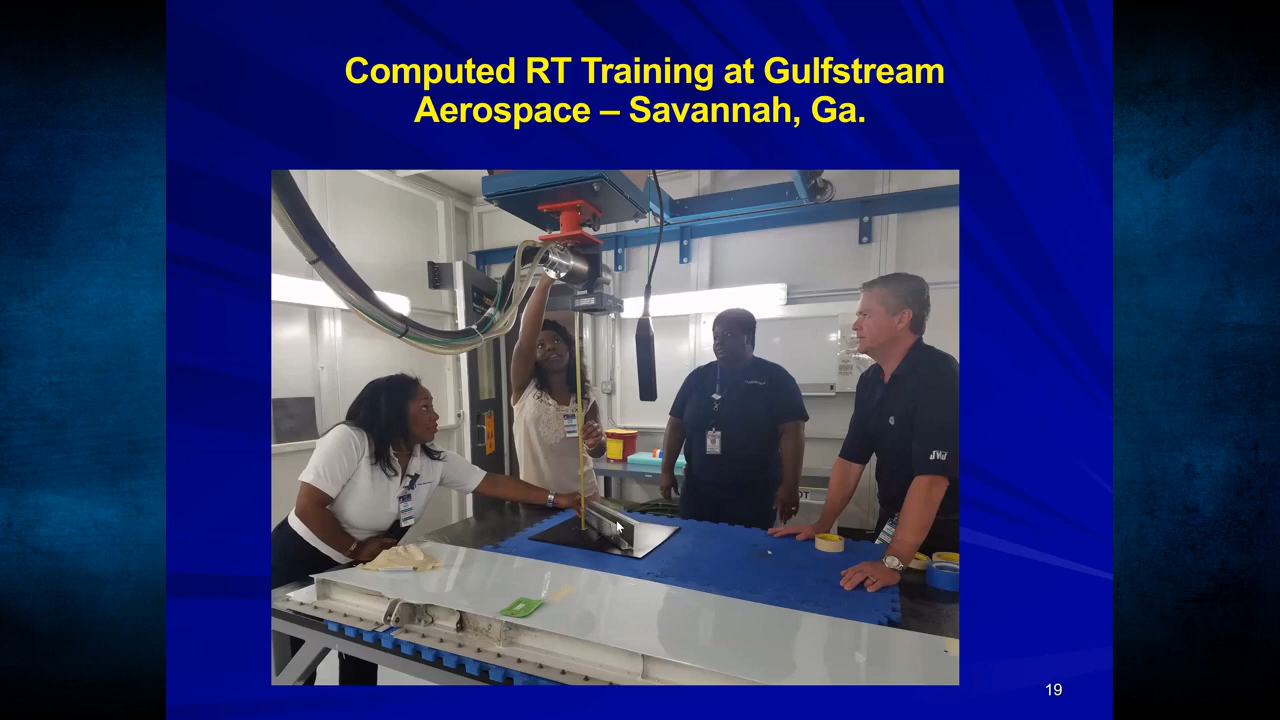 Computed RT Training at Gulfstream
Aerospace – Savannah, Ga.
19